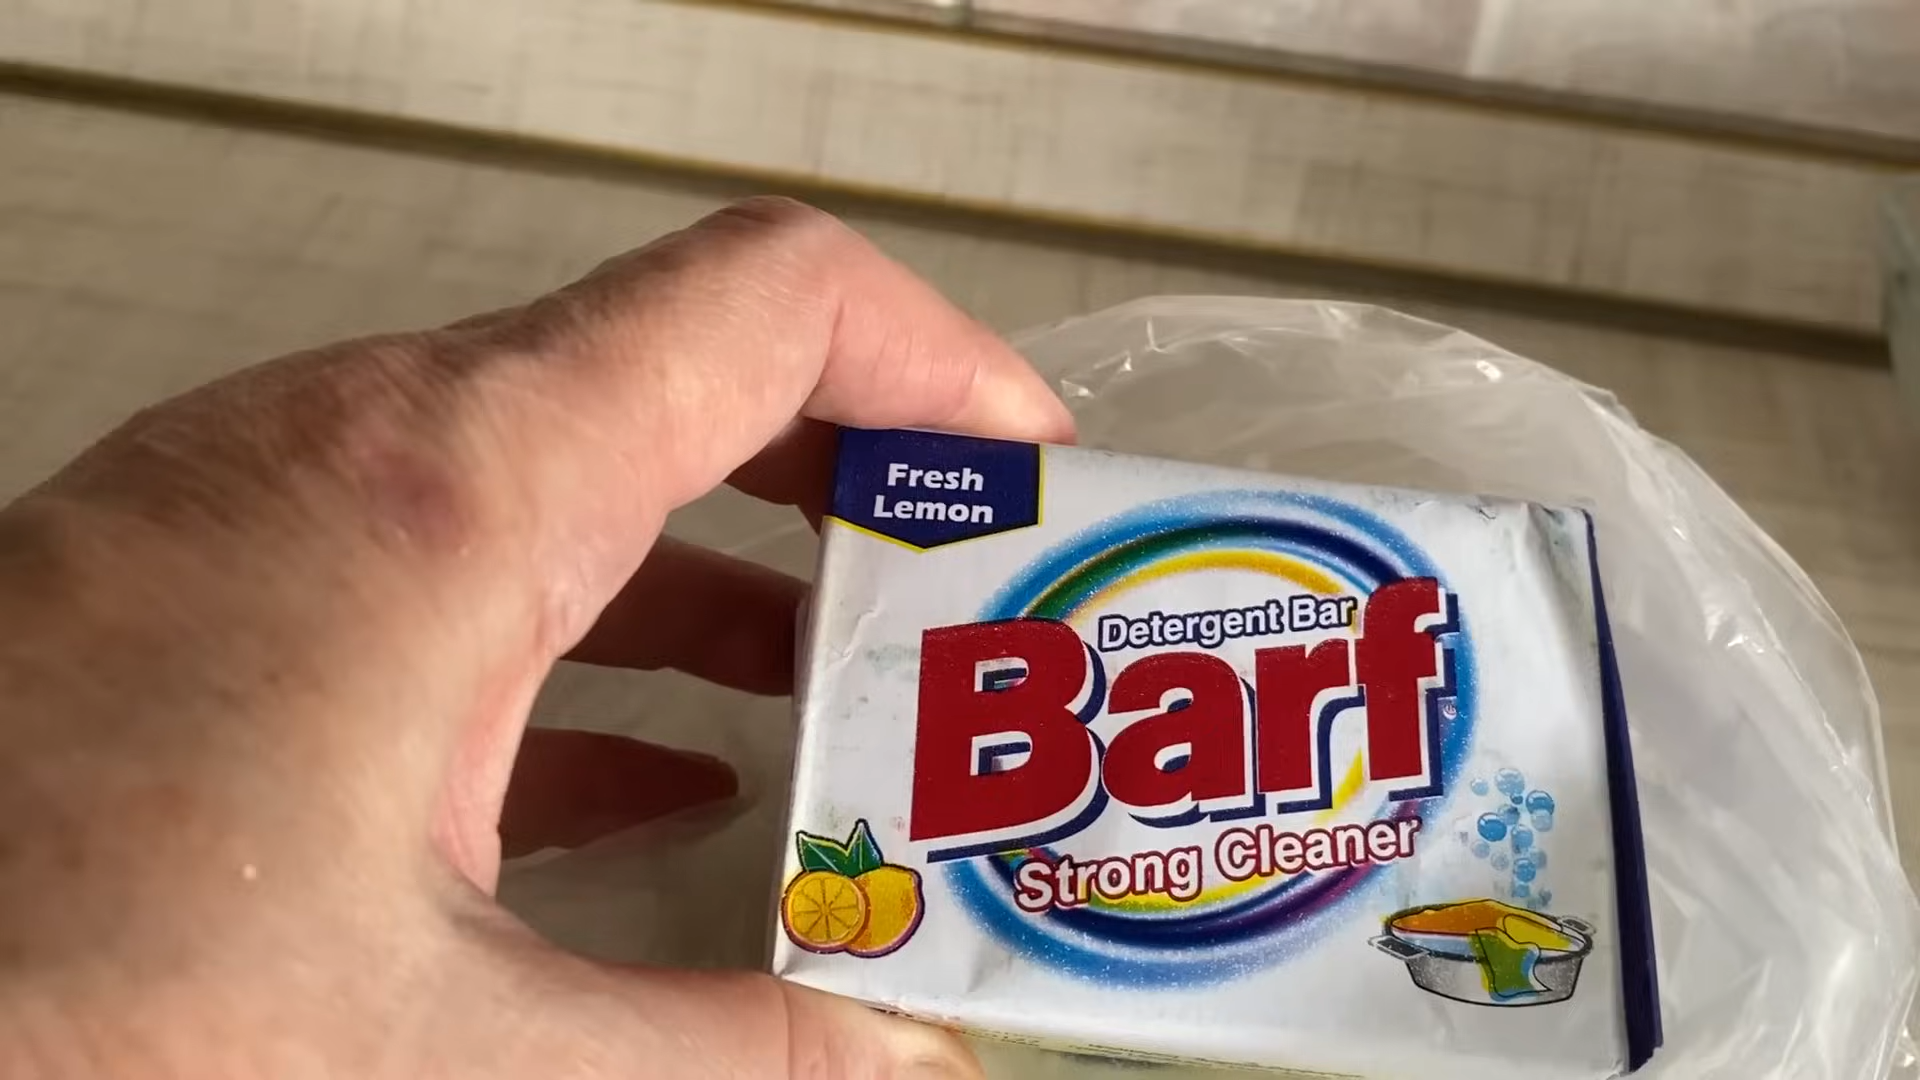 Fresh
Lemon
Detergent Bar
Barf
Strong Cleaner